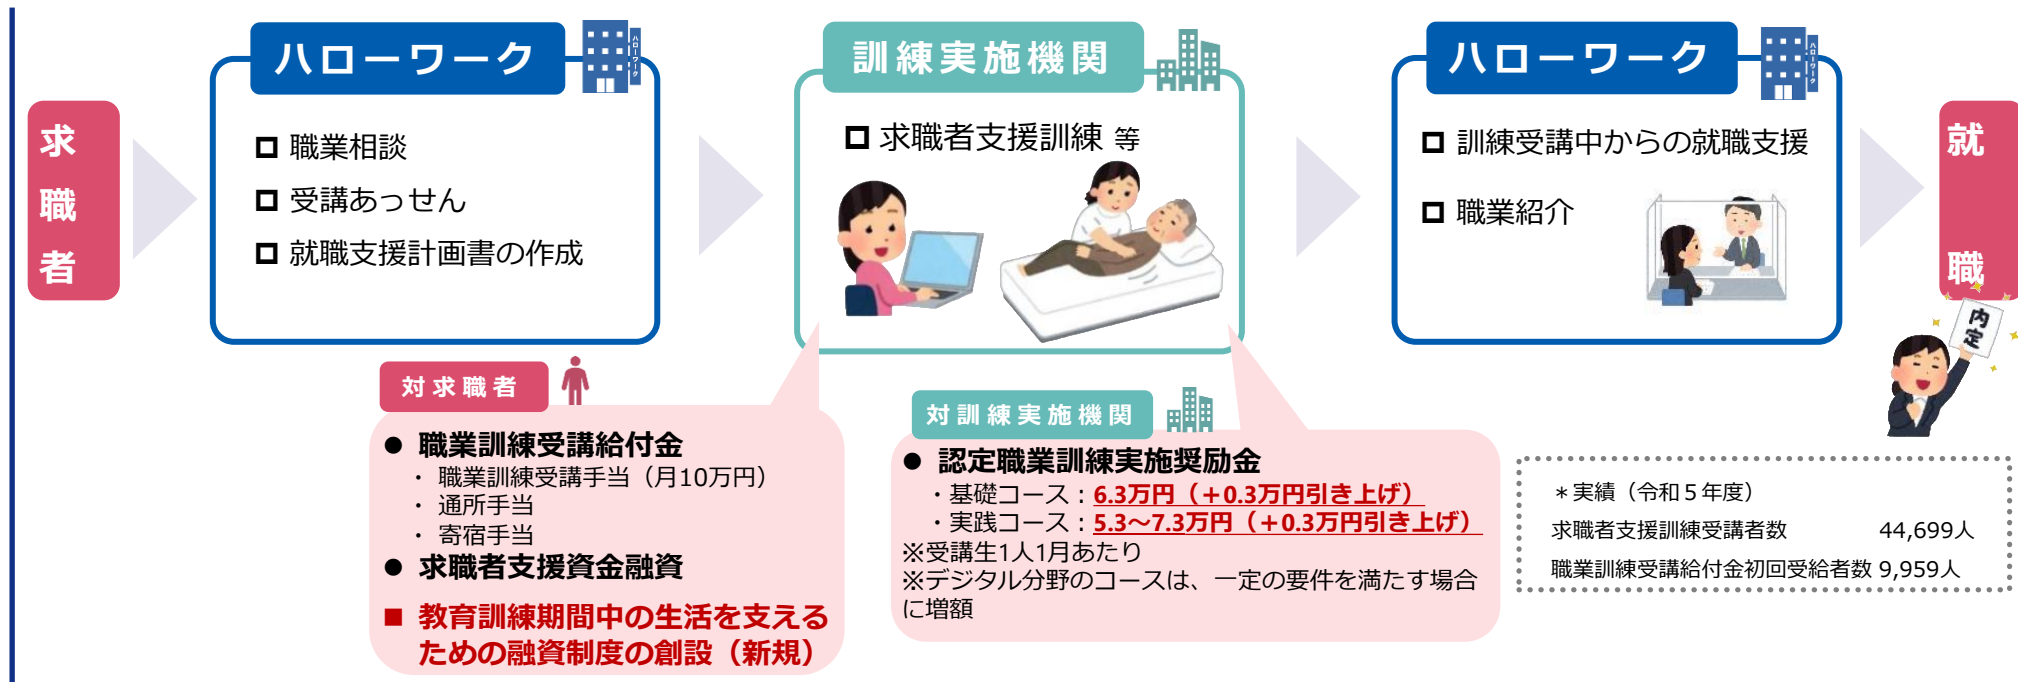 求職者
ハローワーク
ハローワーク
職業相談
受講あっせん
就職支援計画書の作成
訓練実施機関
求職者支援訓練 等
ハローワーク
ハローワーク
訓練受講中からの就職支援
職業紹介
就職
内定
対求職者
● 職業訓練受講給付金
・ 職業訓練受講手当（月10万円）
・ 通所手当
・ 寄宿手当
● 求職者支援資金融資
■ 教育訓練期間中の生活を支える
ための融資制度の創設（新規）
対訓練実施機関
● 認定職業訓練実施奨励金
・基礎コース：6.3万円（＋0.3万円引き上げ）
・実践コース：5.3～7.3万円（＋0.3万円引き上げ）
※受講生1人1月あたり
※デジタル分野のコースは、一定の要件を満たす場合
に増額
＊実績（令和５年度）
求職者支援訓練受講者数 44,699人
職業訓練受講給付金初回受給者数 9,959人